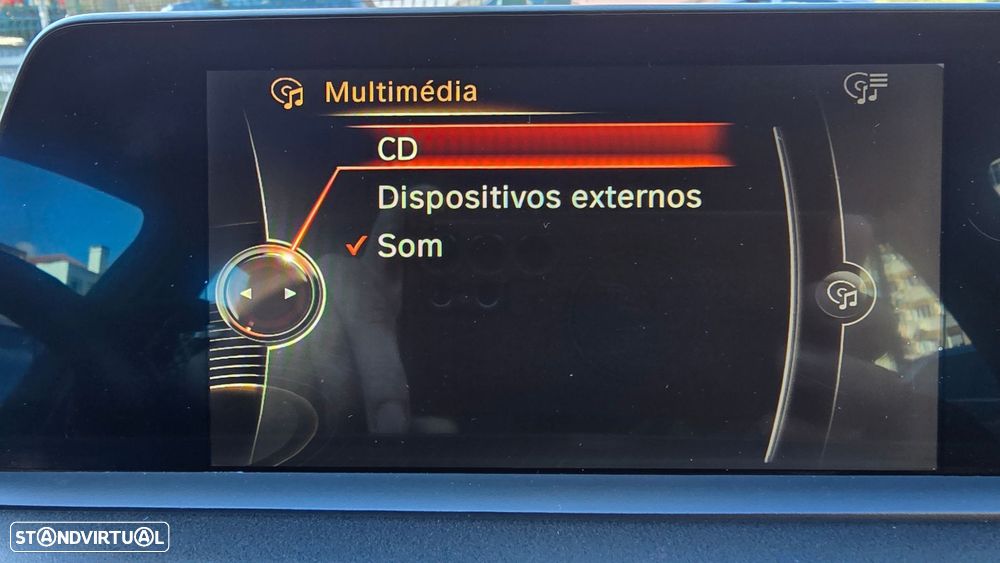 Multimédia
CD
Dispositivos externos
Som
STANDVIRTUAL